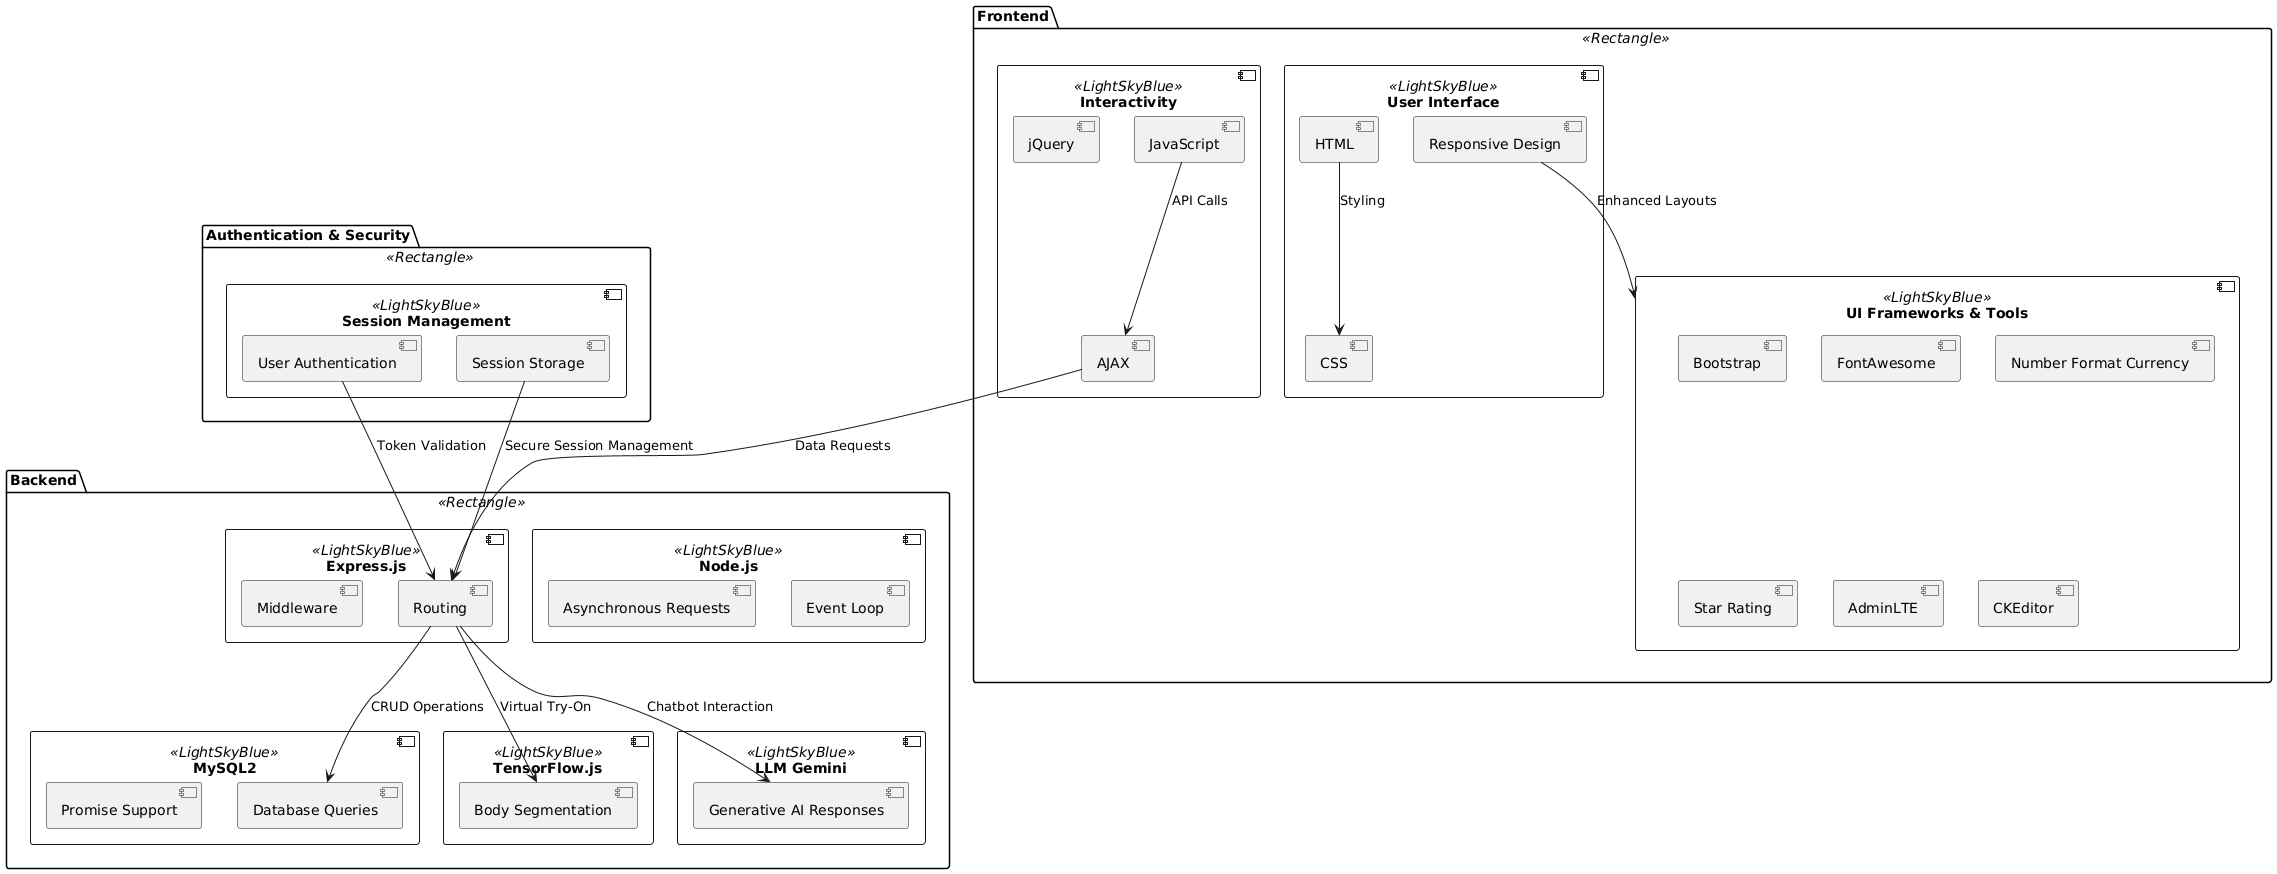 Frontend
«Rectangle»
«LightSkyBlue»
Interactivity
jQuery
JavaScript
API Calls
AJAX
«LightSkyBlue»
User Interface
HTML
Responsive Design
Styling
Enhanced Layouts
CSS
«LightSkyBlue»
UI Frameworks & Tools
Bootstrap
FontAwesome
Number Format Currency
Star Rating
AdminLTE
CKEditor
Authentication & Security
«Rectangle»
«LightSkyBlue»
Session Management
User Authentication
Session Storage
Token Validation
Secure Session Management
Data Requests
Backend
«Rectangle»
«LightSkyBlue»
Express.js
Middleware
Routing
«LightSkyBlue»
Node.js
Asynchronous Requests
Event Loop
CRUD Operations
Virtual Try-On
Chatbot Interaction
«LightSkyBlue»
MySQL2
Promise Support
Database Queries
«LightSkyBlue»
TensorFlow.js
Body Segmentation
«LightSkyBlue»
LLM Gemini
Generative AI Responses